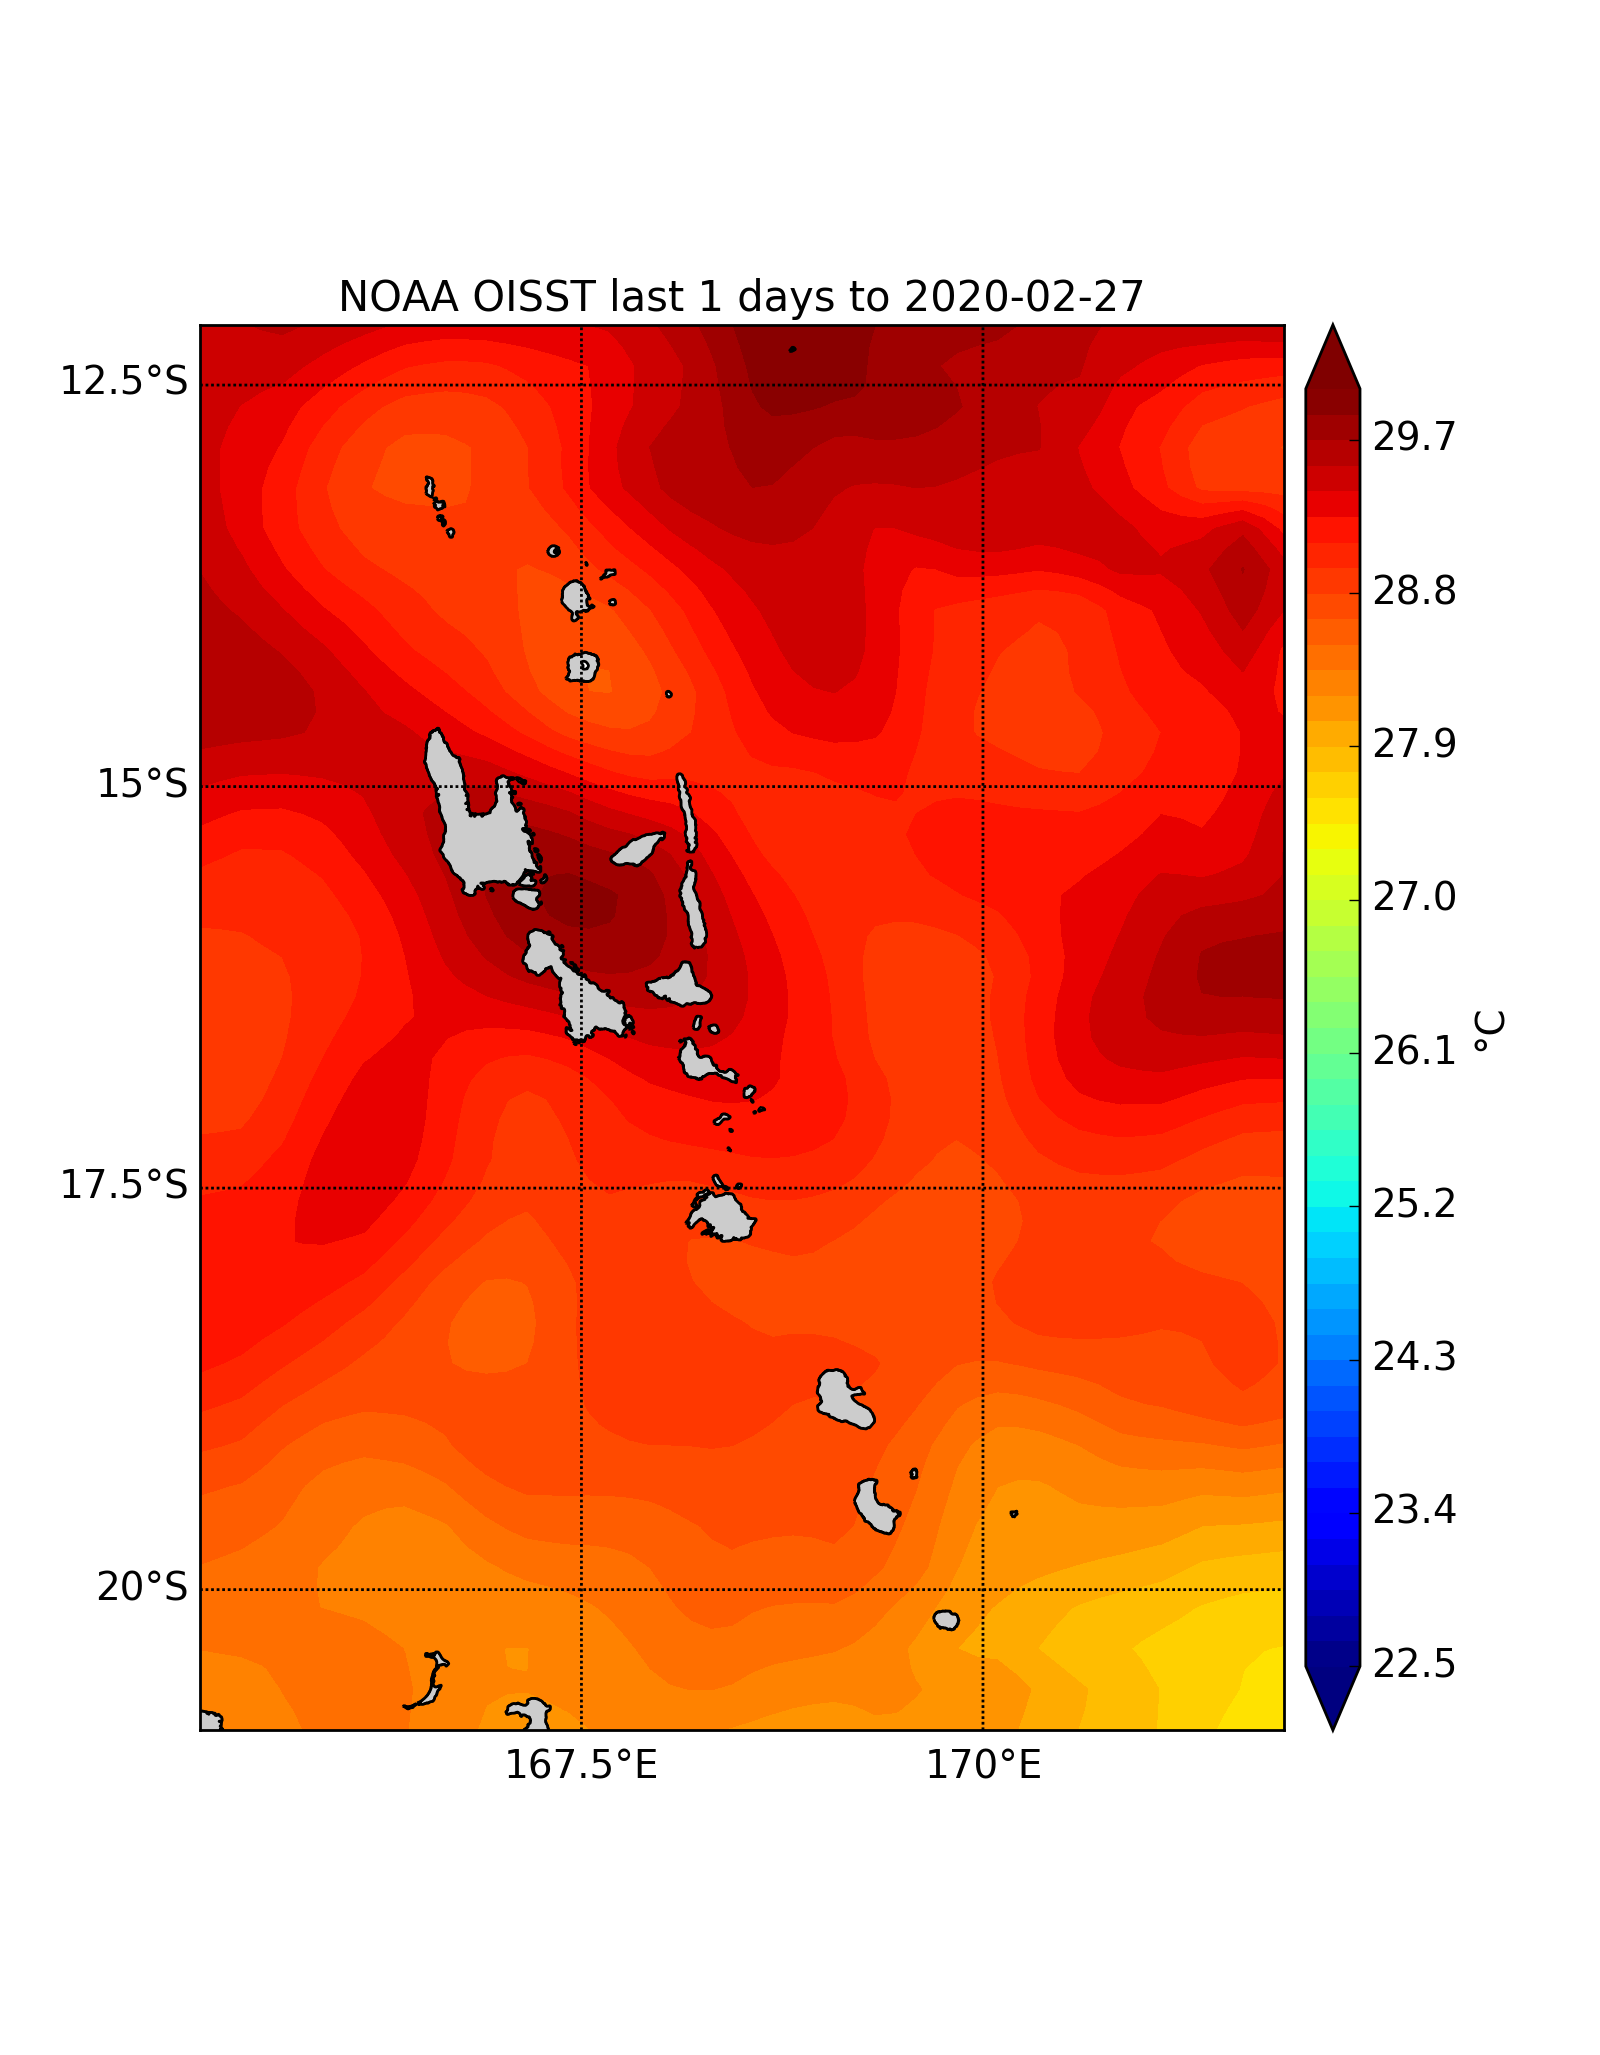 NOAA OISST last 1 days to 2020-02-27
12.5°S
15°S
17.5°S
20°S
167.5°E
170°E
29.7
28.8
27.9
27.0
26.1
25.2
24.3
23.4
22.5
°C